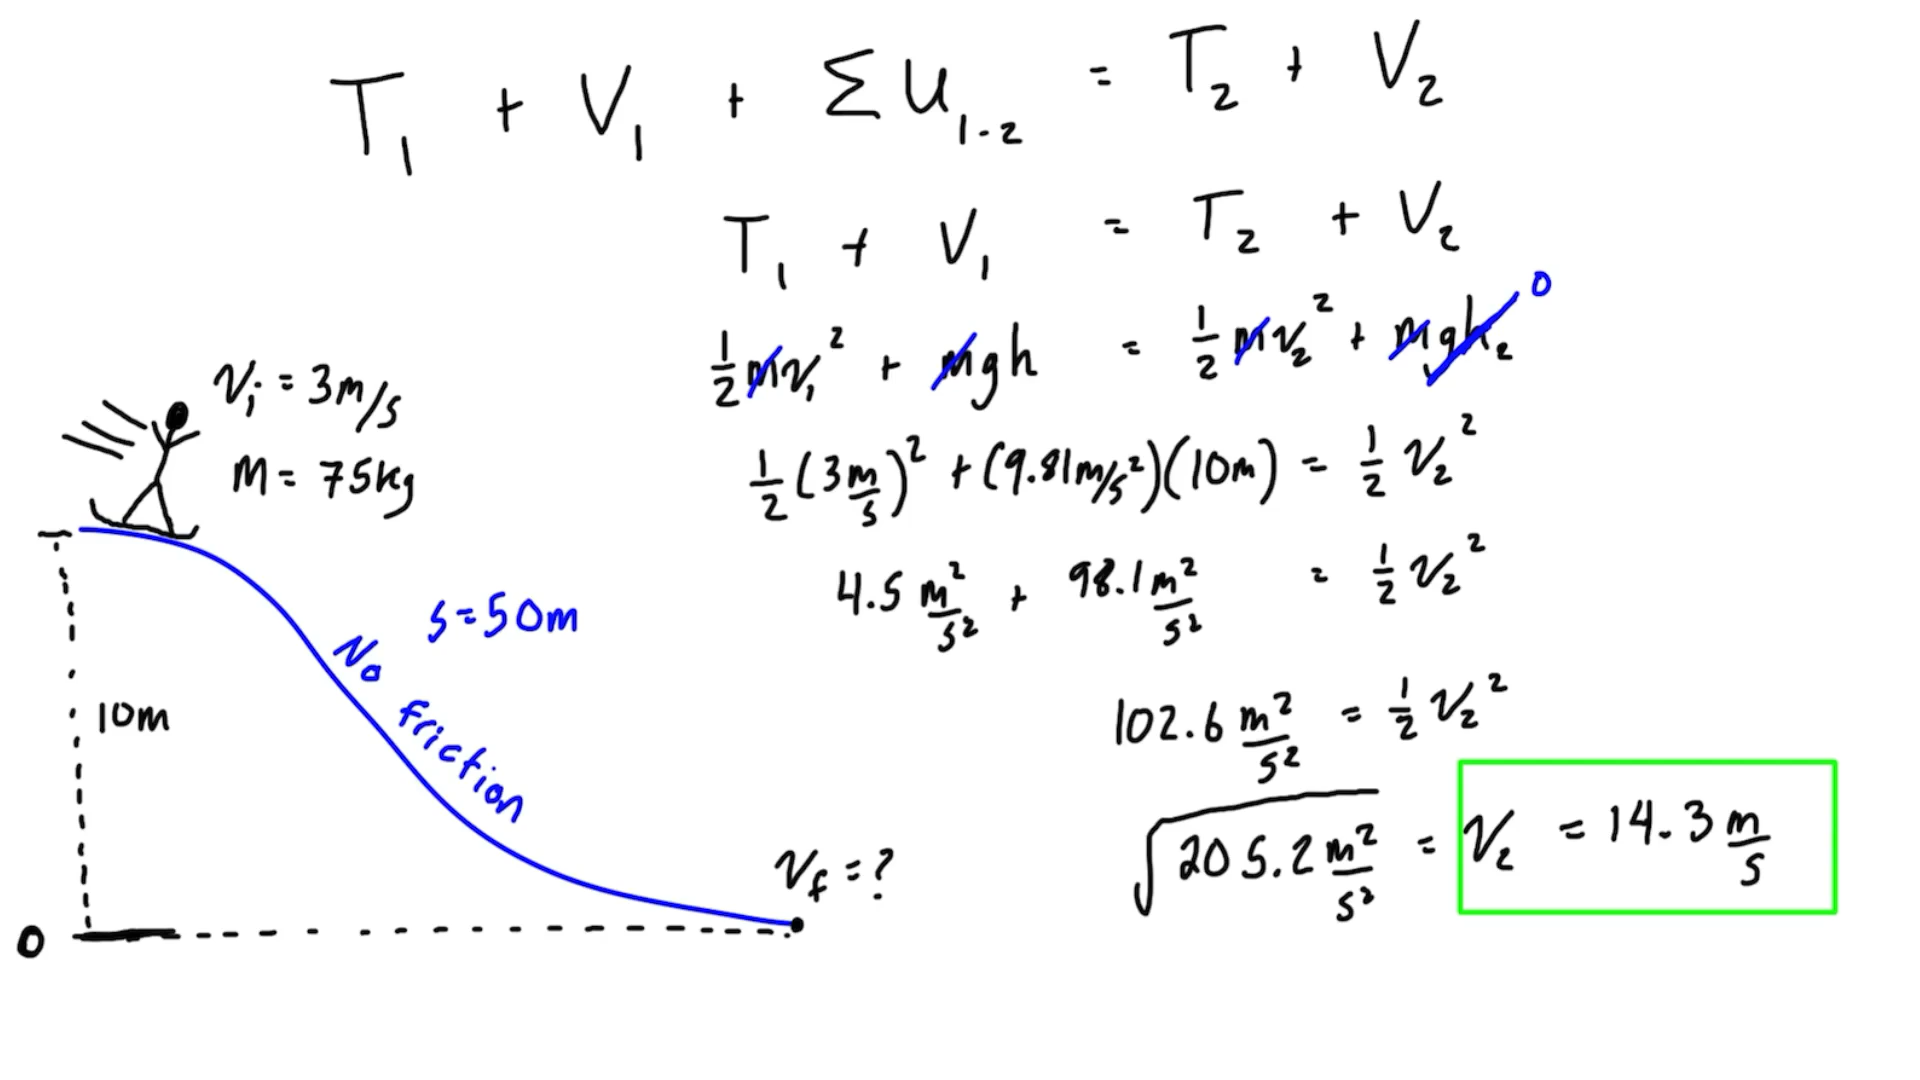 T₁ + V₁ + ΣU₁₋₂ = T₂ + V₂
T₁ + V₁ = T₂ + V₂
½mv₁² + mgh = ½mv₂² + mgh₂ 0
½(3 m/s)² + (9.81m/s²)(10m) = ½v₂²
4.5 m²/s² + 98.1 m²/s² = ½v₂²
102.6 m²/s² = ½v₂²
√(205.2 m²/s²) = v₂ = 14.3 m/s
vᵢ = 3m/s
m = 75kg
s = 50m
No friction
10m
v_f = ?
0